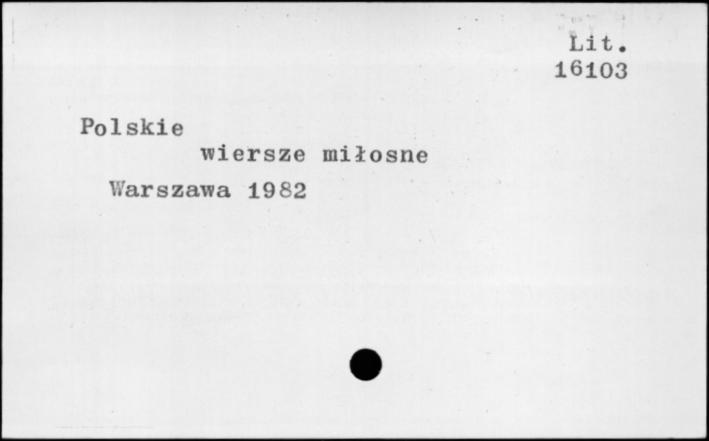 Lit.
16103
Polskie
wiersze miłosne
Warszawa 1982